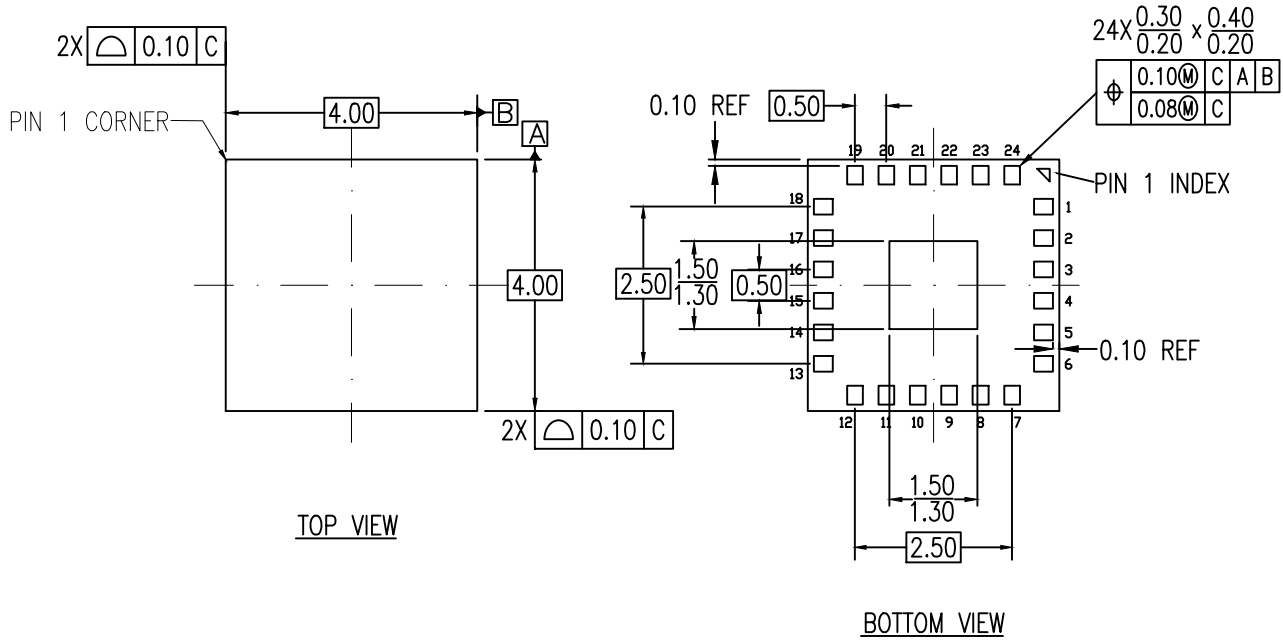 2X ⌓ 0.10 C
PIN 1 CORNER
4.00
B
A
4.00
2X ⌓ 0.10 C
TOP VIEW
24X 0.30/0.20 x 0.40/0.20
⌖ 0.10Ⓜ C A B
0.08Ⓜ C
0.10 REF
0.50
19 20 21 22 23 24
PIN 1 INDEX
18
17
16
15
14
13
1
2
3
4
5
6
2.50
1.50
1.30
0.50
0.10 REF
12 11 10 9 8 7
1.50
1.30
2.50
BOTTOM VIEW